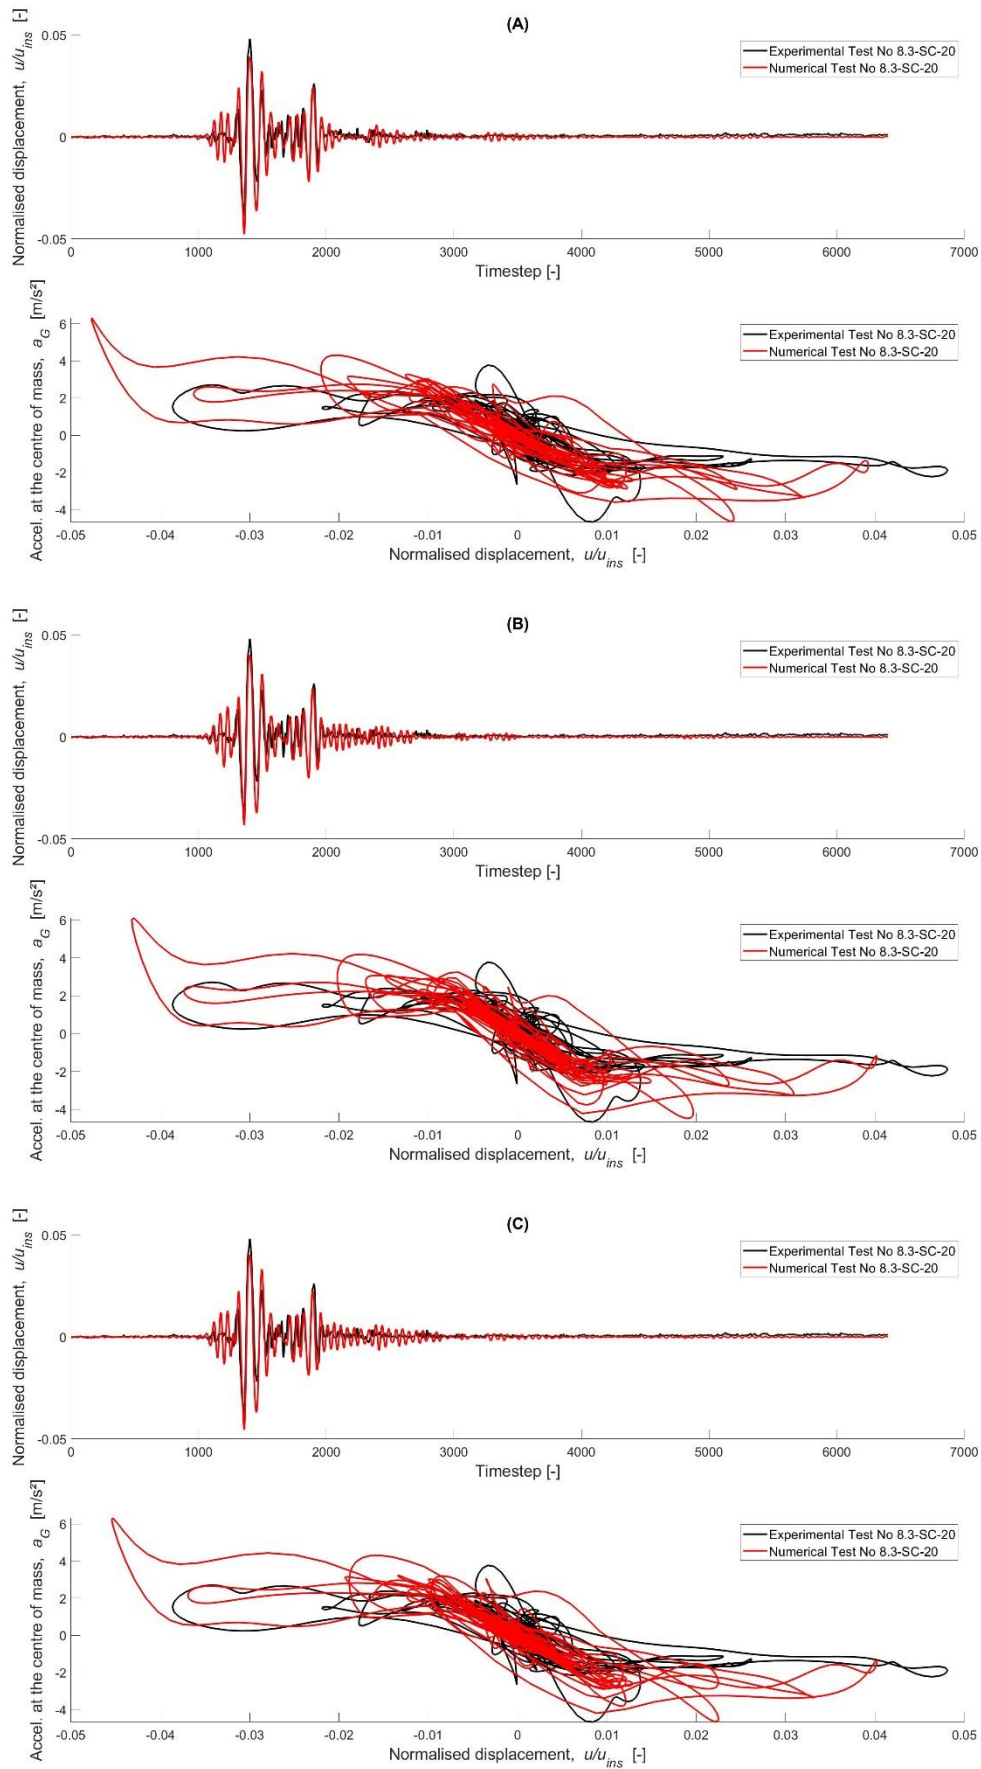 (A)
Normalised displacement, u/u_ins [-]
0.05
0
-0.05
Experimental Test No 8.3-SC-20
Numerical Test No 8.3-SC-20
0 1000 2000 3000 4000 5000 6000 7000
Timestep [-]
Accel. at the centre of mass, a_G [m/s²]
6
4
2
0
-2
-4
Experimental Test No 8.3-SC-20
Numerical Test No 8.3-SC-20
-0.05 -0.04 -0.03 -0.02 -0.01 0 0.01 0.02 0.03 0.04 0.05
Normalised displacement, u/u_ins [-]
(B)
Normalised displacement, u/u_ins [-]
0.05
0
-0.05
Experimental Test No 8.3-SC-20
Numerical Test No 8.3-SC-20
0 1000 2000 3000 4000 5000 6000 7000
Timestep [-]
Accel. at the centre of mass, a_G [m/s²]
6
4
2
0
-2
-4
Experimental Test No 8.3-SC-20
Numerical Test No 8.3-SC-20
-0.05 -0.04 -0.03 -0.02 -0.01 0 0.01 0.02 0.03 0.04 0.05
Normalised displacement, u/u_ins [-]
(C)
Normalised displacement, u/u_ins [-]
0.05
0
-0.05
Experimental Test No 8.3-SC-20
Numerical Test No 8.3-SC-20
0 1000 2000 3000 4000 5000 6000 7000
Timestep [-]
Accel. at the centre of mass, a_G [m/s²]
6
4
2
0
-2
-4
Experimental Test No 8.3-SC-20
Numerical Test No 8.3-SC-20
-0.05 -0.04 -0.03 -0.02 -0.01 0 0.01 0.02 0.03 0.04 0.05
Normalised displacement, u/u_ins [-]